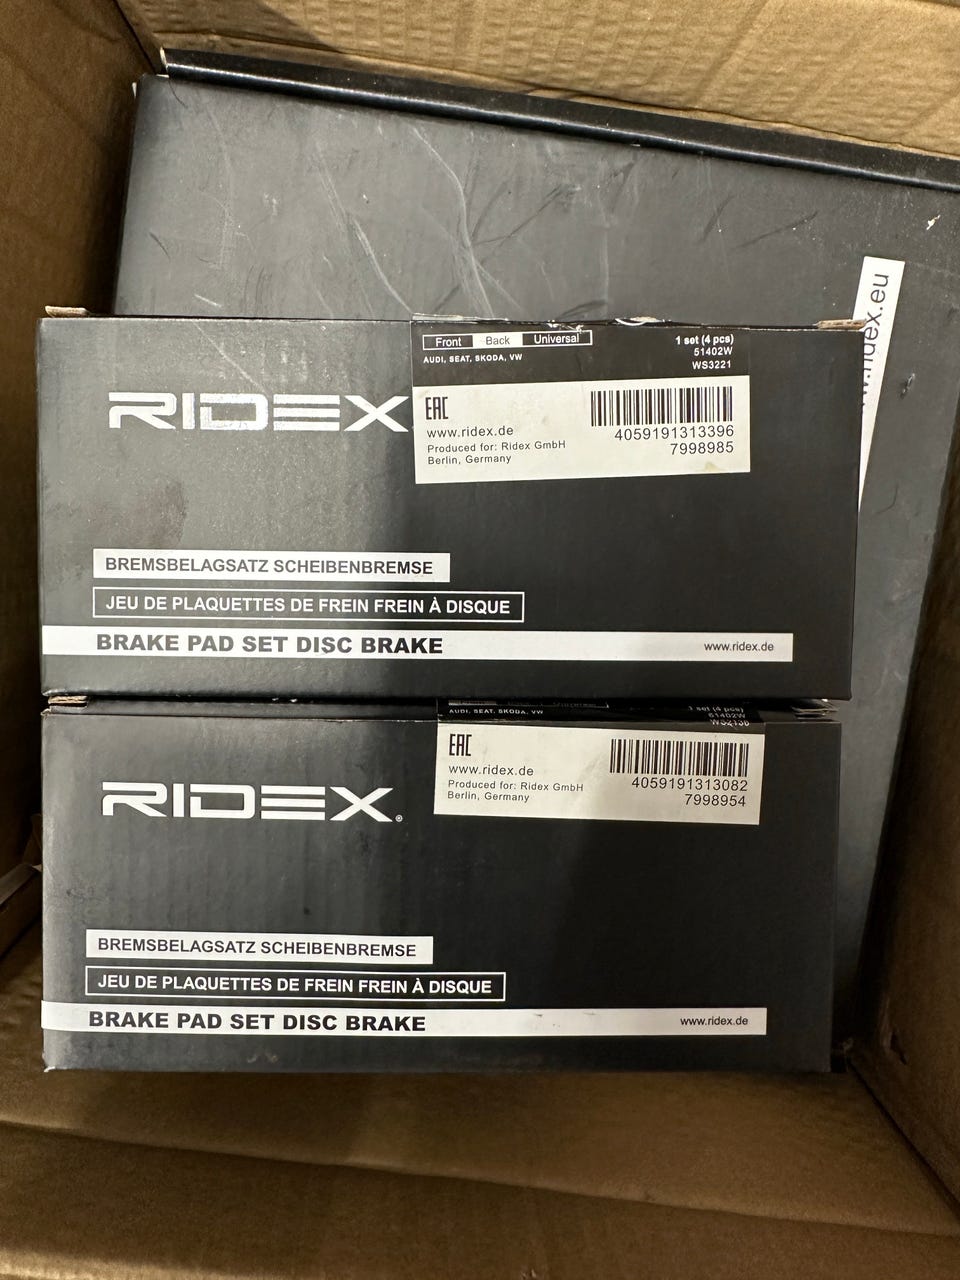 www.ridex.eu
Front Back Universal
AUDI, SEAT, SKODA, VW
1 set (4 pcs)
51402W
WS3221
RIDEX
EAC
www.ridex.de
Produced for: Ridex GmbH
Berlin, Germany
4059191313396
7998985
BREMSBELAGSATZ SCHEIBENBREMSE
JEU DE PLAQUETTES DE FREIN FREIN À DISQUE
BRAKE PAD SET DISC BRAKE
www.ridex.de
AUDI, SEAT, SKODA, VW
1 set (4 pcs)
51402W
WS2136
RIDEX®
EAC
www.ridex.de
Produced for: Ridex GmbH
Berlin, Germany
4059191313082
7998954
BREMSBELAGSATZ SCHEIBENBREMSE
JEU DE PLAQUETTES DE FREIN FREIN À DISQUE
BRAKE PAD SET DISC BRAKE
www.ridex.de